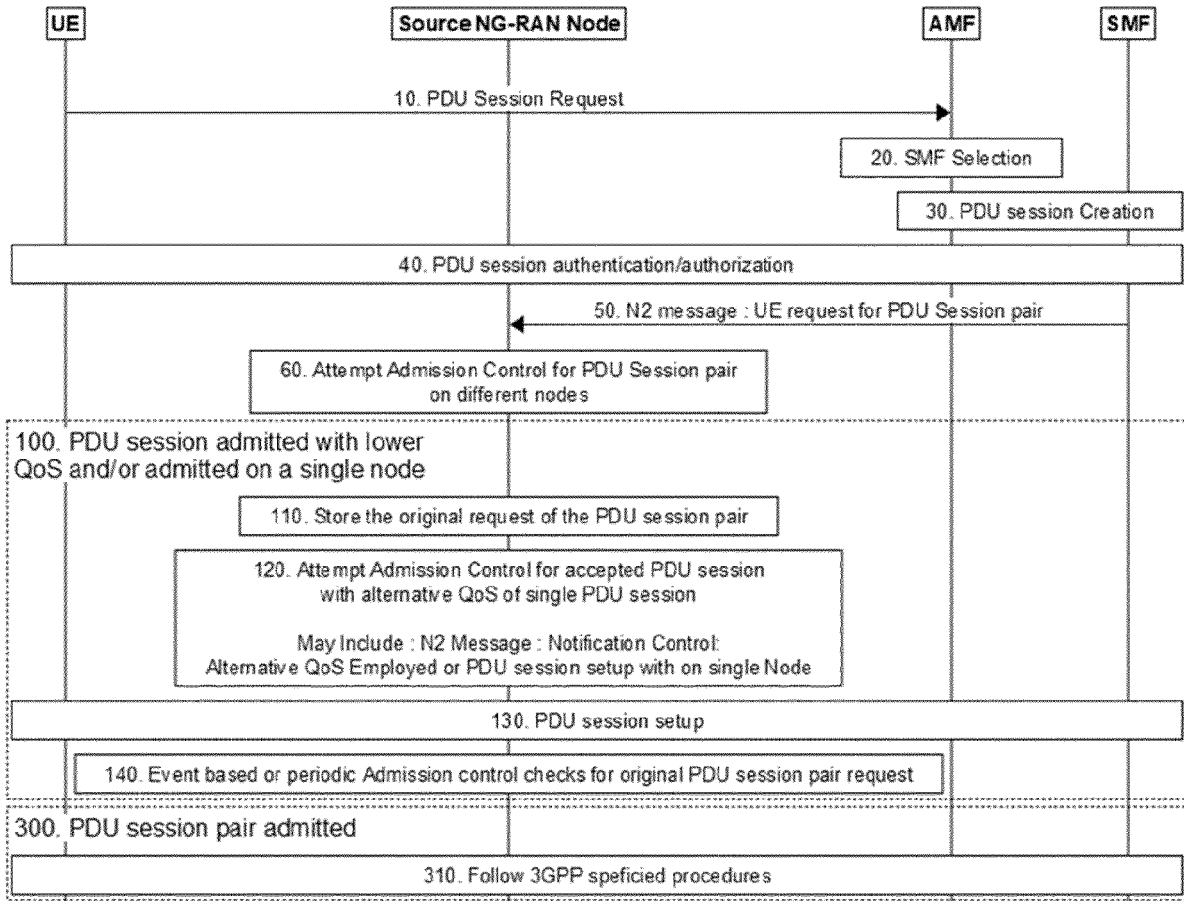 UE
Source NG-RAN Node
AMF
SMF
10. PDU Session Request
20. SMF Selection
30. PDU session Creation
40. PDU session authentication/authorization
50. N2 message : UE request for PDU Session pair
60. Attempt Admission Control for PDU Session pair
on different nodes
100. PDU session admitted with lower
QoS and/or admitted on a single node
110. Store the original request of the PDU session pair
120. Attempt Admission Control for accepted PDU session
with alternative QoS of single PDU session
May Include : N2 Message : Notification Control:
Alternative QoS Employed or PDU session setup with on single Node
130. PDU session setup
140. Event based or periodic Admission control checks for original PDU session pair request
300. PDU session pair admitted
310. Follow 3GPP speficied procedures